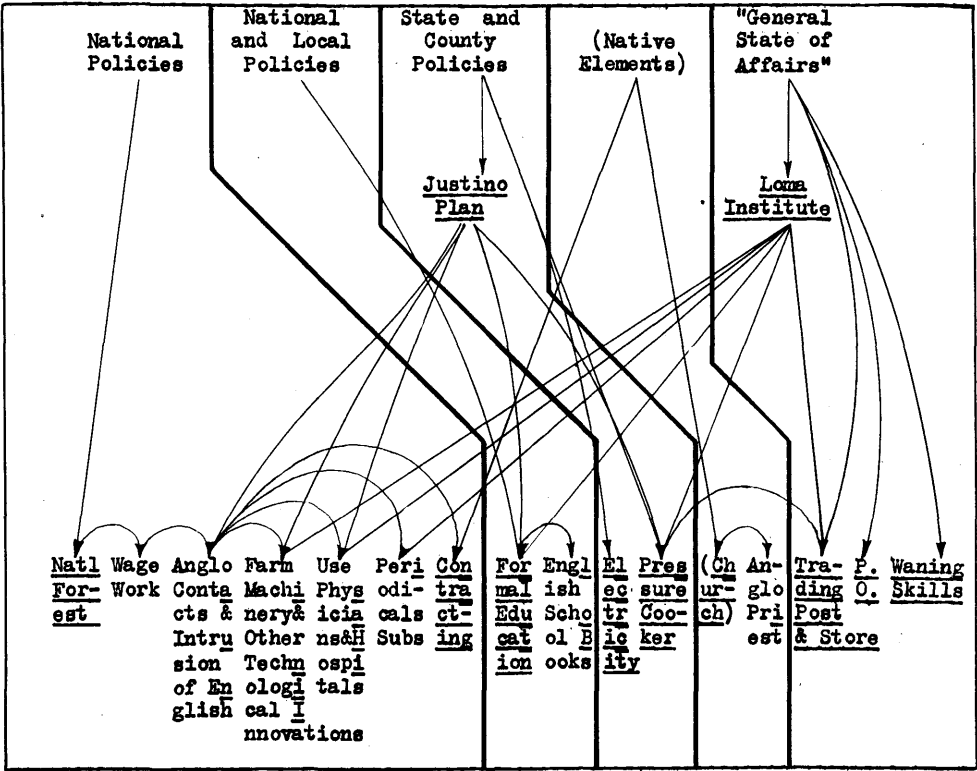 National
Policies
National
and Local
Policies
State and
County
Policies
(Native
Elements)
"General
State of
Affairs"
Justino
Plan
Loma
Institute
Natl
For-
est
Wage
Work
Anglo
Conta
cts &
Intru
sion
of En
glish
Farm
Machi
nery&
Other
Techn
ologi
cal I
nnovations
Use
Phys
icia
ns&H
ospi
tals
Peri
odi-
cals
Subs
Con
tra
ct-
ing
For
mal
Edu
cat
ion
Engl
ish
Scho
ol B
ooks
El
ec
tr
ic
ity
Pres
sure
Coo-
ker
(Ch
ur-
ch)
An-
glo
Pri
est
Tra-
ding
Post
& Store
P.
O.
Waning
Skills